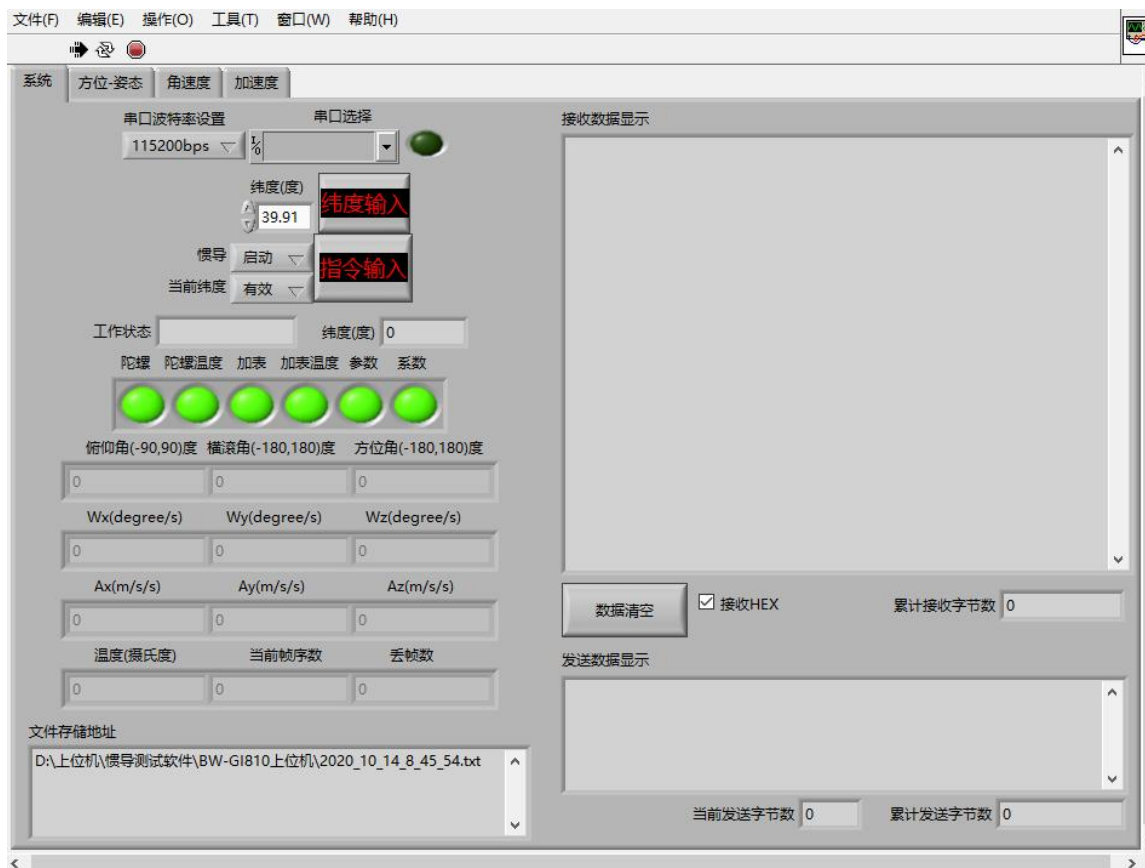 文件(F) 编辑(E) 操作(O) 工具(T) 窗口(W) 帮助(H)
系统 方位-姿态 角速度 加速度
串口波特率设置 串口选择
115200bps I/O
纬度(度)
39.91
纬度输入
惯导 启动
当前纬度 有效
指令输入
工作状态 纬度(度) 0
陀螺 陀螺温度 加表 加表温度 参数 系数
俯仰角(-90,90)度 横滚角(-180,180)度 方位角(-180,180)度
0 0 0
Wx(degree/s) Wy(degree/s) Wz(degree/s)
0 0 0
Ax(m/s/s) Ay(m/s/s) Az(m/s/s)
0 0 0
温度(摄氏度) 当前帧序数 丢帧数
0 0 0
文件存储地址
D:\上位机\惯导测试软件\BW-GI810上位机\2020_10_14_8_45_54.txt
接收数据显示
数据清空 接收HEX 累计接收字节数 0
发送数据显示
当前发送字节数 0 累计发送字节数 0